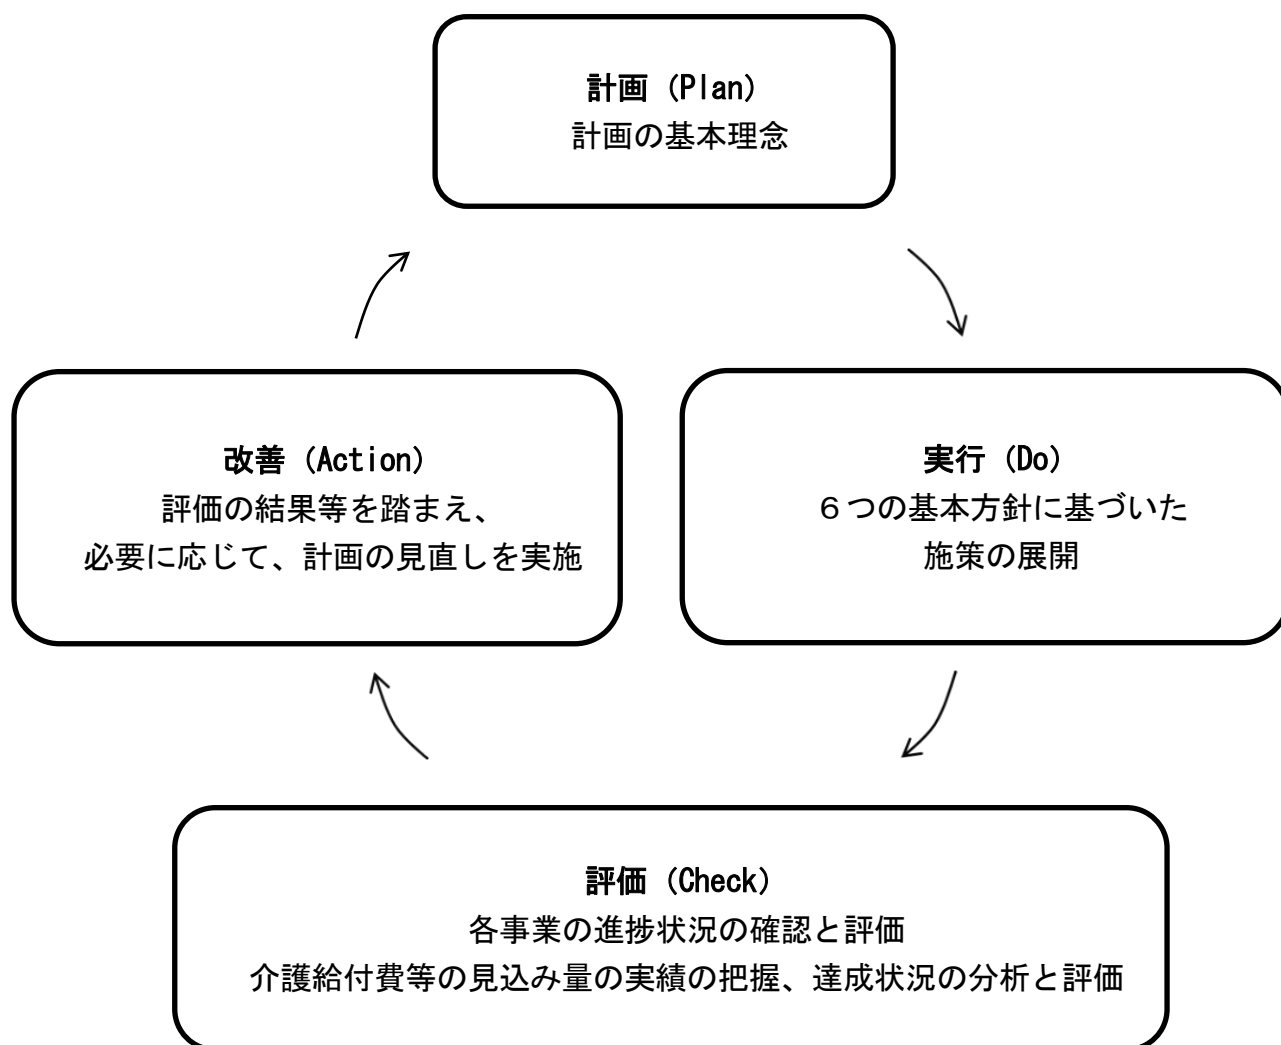 計画（Plan）
計画の基本理念
改善（Action）
評価の結果等を踏まえ、
必要に応じて、計画の見直しを実施
実行（Do）
６つの基本方針に基づいた
施策の展開
評価（Check）
各事業の進捗状況の確認と評価
介護給付費等の見込み量の実績の把握、達成状況の分析と評価